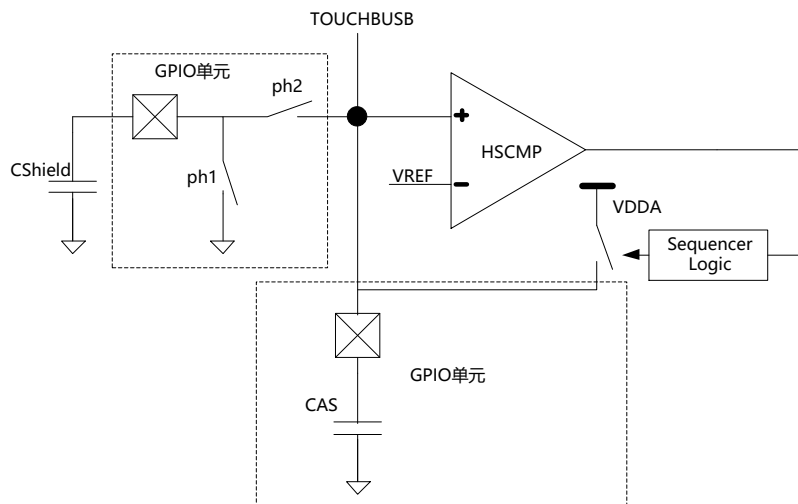 TOUCHBUSB
GPIO单元
ph2
HSCMP
CShield
ph1
VREF
VDDA
Sequencer
Logic
GPIO单元
CAS